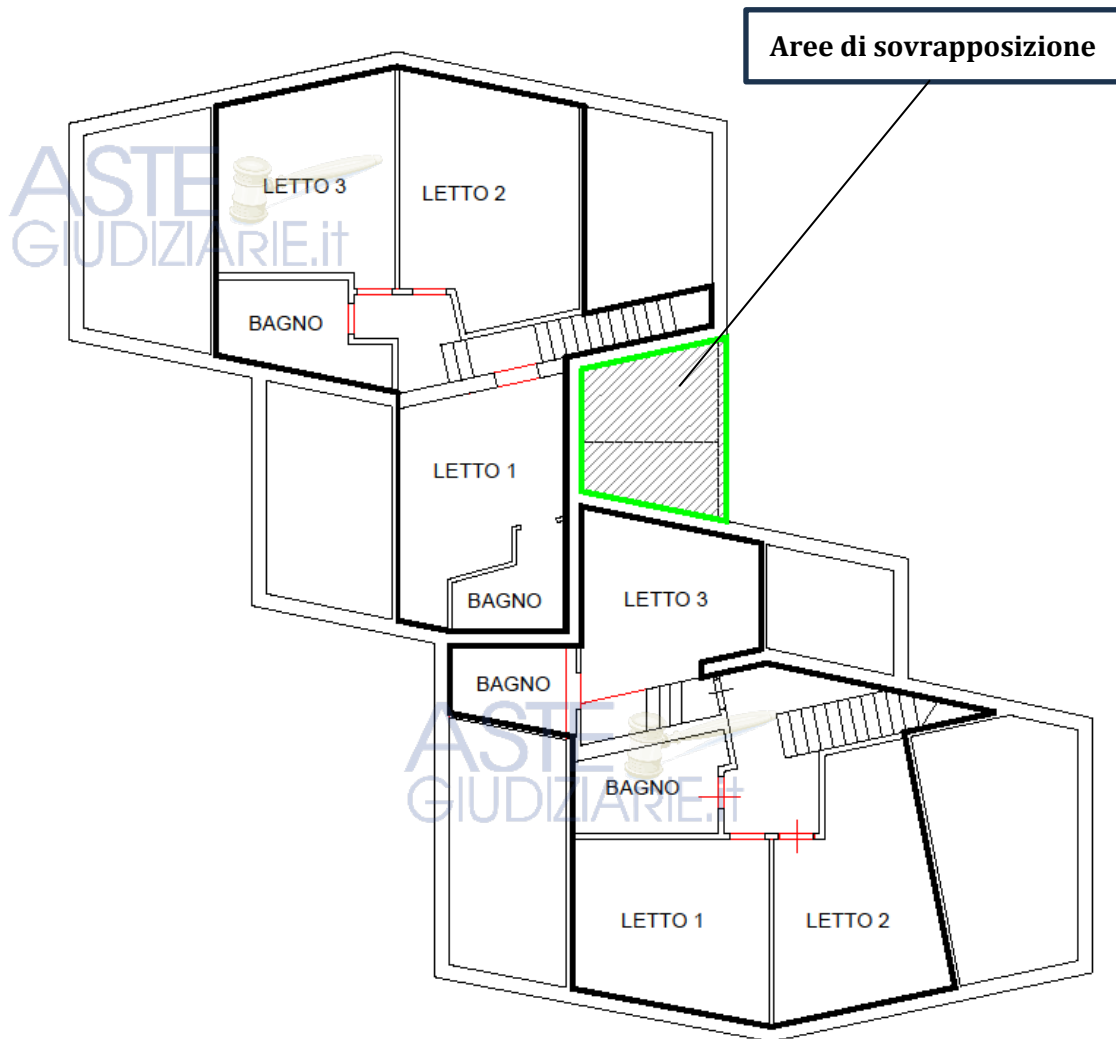 Aree di sovrapposizione
ASTE
GIUDIZIARIE.it
LETTO 3
LETTO 2
BAGNO
LETTO 1
BAGNO
LETTO 3
BAGNO
ASTE
GIUDIZIARIE.it
BAGNO
LETTO 1
LETTO 2